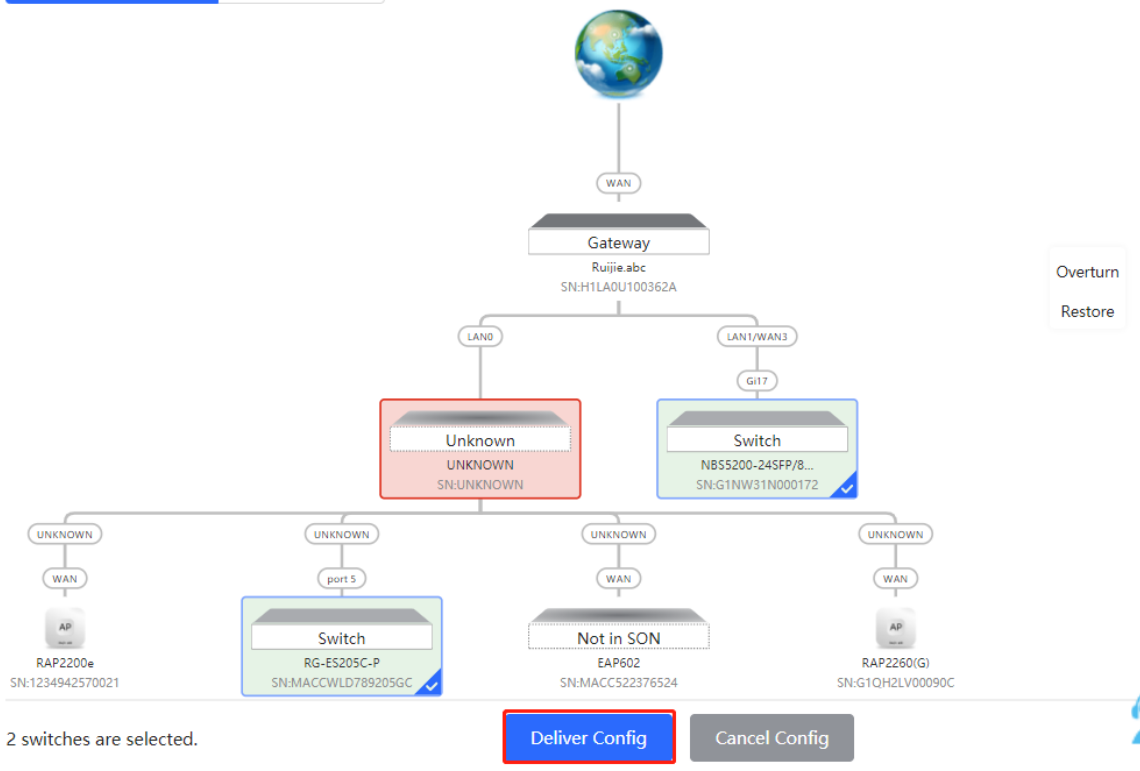 WAN
Gateway
Ruijie.abc
SN:H1LA0U100362A
Overturn
Restore
LAN0
LAN1/WAN3
Gi17
Unknown
UNKNOWN
SN:UNKNOWN
Switch
NBS5200-24SFP/8...
SN:G1NW31N000172
UNKNOWN
UNKNOWN
UNKNOWN
UNKNOWN
WAN
port 5
WAN
WAN
AP
RAP2200e
SN:1234942570021
Switch
RG-ES205C-P
SN:MACCWLD789205GC
Not in SON
EAP602
SN:MACC522376524
AP
RAP2260(G)
SN:G1QH2LV00090C
2 switches are selected.
Deliver Config
Cancel Config